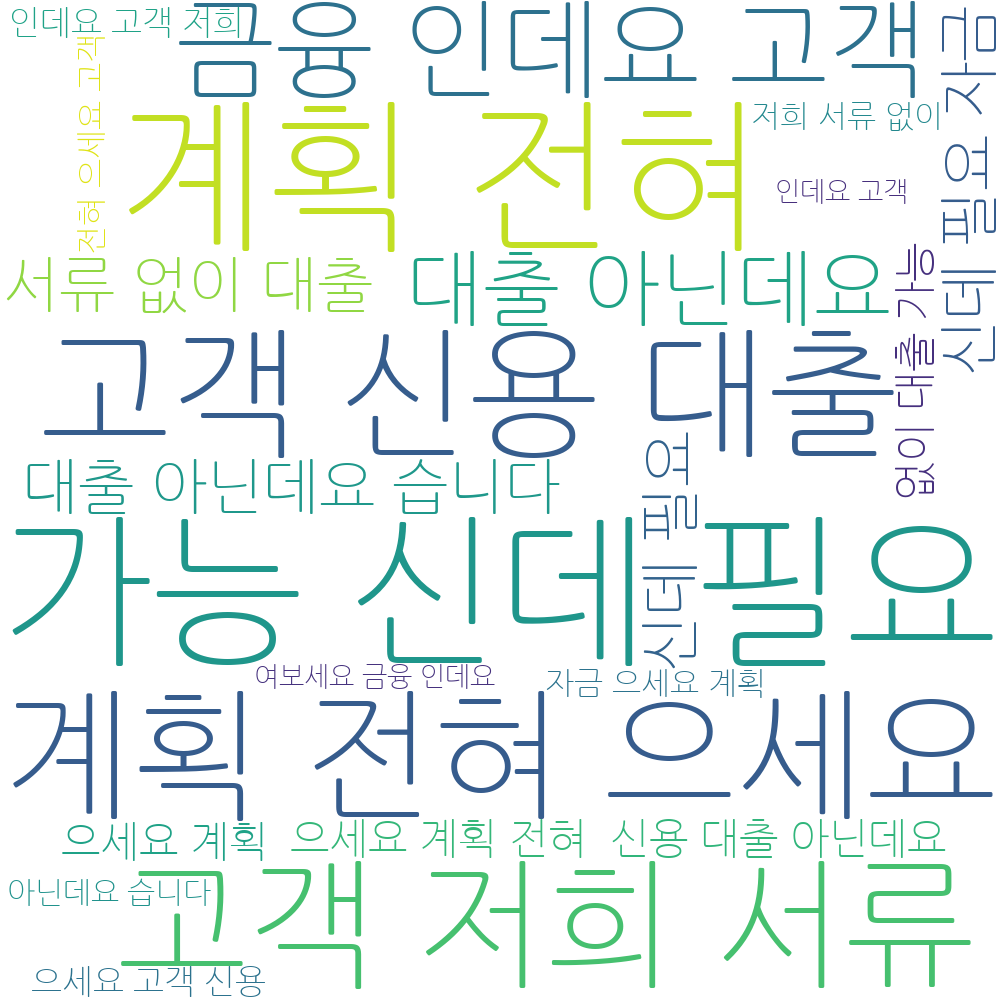 인데요 고객 저희
금융 인데요 고객
전혀 으세요 고객
계획 전혀
저희 서류 없이
인데요 고객
신데 필요 자금
서류 없이 대출
대출 아닌데요
없이 대출 가능
고객 신용 대출
대출 아닌데요 습니다
신데 필요
가능 신데
필요
여보세요 금융 인데요
자금 으세요 계획
계획 전혀 으세요
으세요 계획
으세요 계획 전혀
신용 대출 아닌데요
아닌데요 습니다
고객 저희 서류
으세요 고객 신용